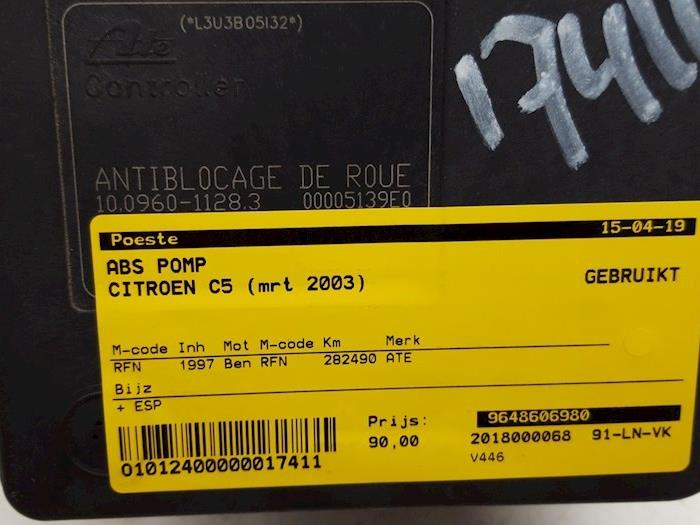 (*L3U3B05132*)
Ate
Controller
1741
ANTIBLOCAGE DE ROUE
10.0960-1128.3 00005139E0
Poeste 15-04-19
ABS POMP
CITROEN C5 (mrt 2003) GEBRUIKT
M-code Inh Mot M-code Km Merk
RFN 1997 Ben RFN 282490 ATE
Bijz
+ ESP
Prijs: 9648606980
90,00 2018000068 91-LN-VK
01012400000017411 V446